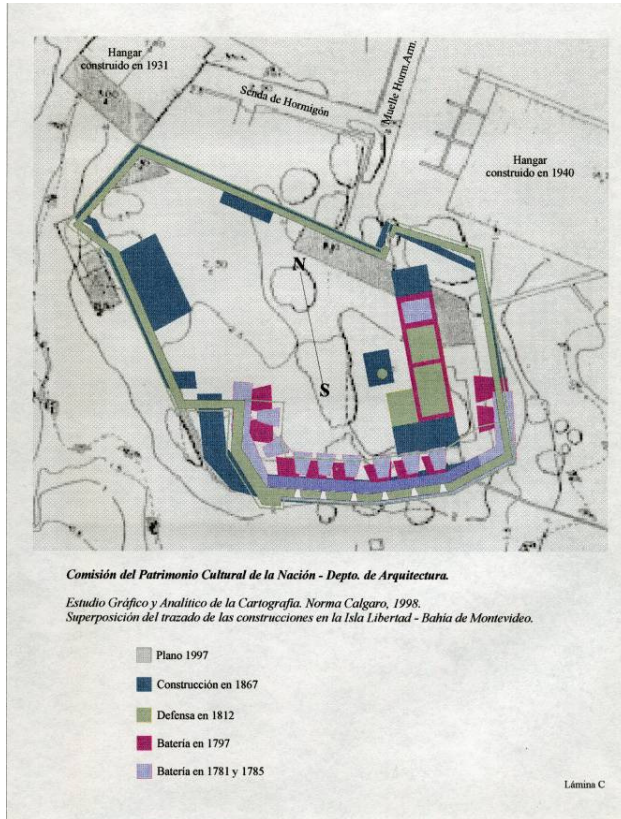 Hangar
construido en 1931
Senda de Hormigón
Muelle Horm.Arm.
Hangar
construido en 1940
N
S
Comisión del Patrimonio Cultural de la Nación - Depto. de Arquitectura.
Estudio Gráfico y Analítico de la Cartografía. Norma Calgaro, 1998.
Superposición del trazado de las construcciones en la Isla Libertad - Bahía de Montevideo.
Plano 1997
Construcción en 1867
Defensa en 1812
Batería en 1797
Batería en 1781 y 1785
Lámina C